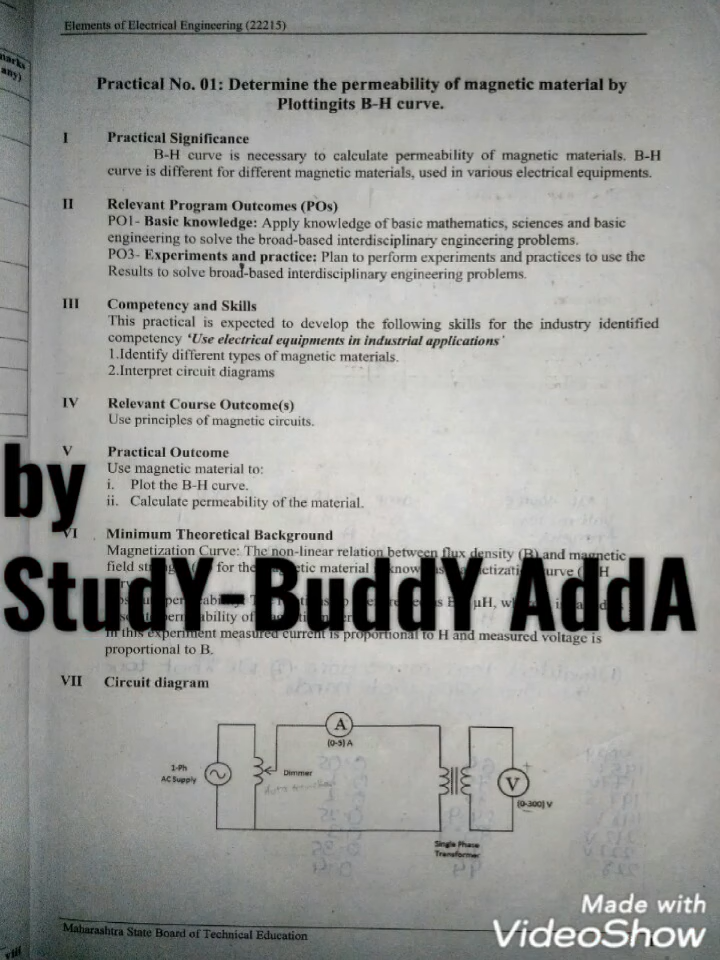 Elements of Electrical Engineering (22215)
marks
any)
Practical No. 01: Determine the permeability of magnetic material by
Plottingits B-H curve.
I Practical Significance
B-H curve is necessary to calculate permeability of magnetic materials. B-H
curve is different for different magnetic materials, used in various electrical equipments.
II Relevant Program Outcomes (POs)
PO1- Basic knowledge: Apply knowledge of basic mathematics, sciences and basic
engineering to solve the broad-based interdisciplinary engineering problems.
PO3- Experiments and practice: Plan to perform experiments and practices to use the
Results to solve broad-based interdisciplinary engineering problems.
III Competency and Skills
This practical is expected to develop the following skills for the industry identified
competency 'Use electrical equipments in industrial applications'
1.Identify different types of magnetic materials.
2.Interpret circuit diagrams
IV Relevant Course Outcome(s)
Use principles of magnetic circuits.
V Practical Outcome
Use magnetic material to:
i. Plot the B-H curve.
ii. Calculate permeability of the material.
by
VI Minimum Theoretical Background
Magnetization Curve: The non-linear relation between flux density (B) and magnetic
field for the material
StudY-BuddY AddA
μH,
In this experiment measured current is proportional to H and measured voltage is
proportional to B.
VII Circuit diagram
A
(0-5) A
1-Ph
AC Supply
Dimmer
V
+
(0-300) V
Single Phase
Transformer
Maharashtra State Board of Technical Education
viii
Made with
VideoShow